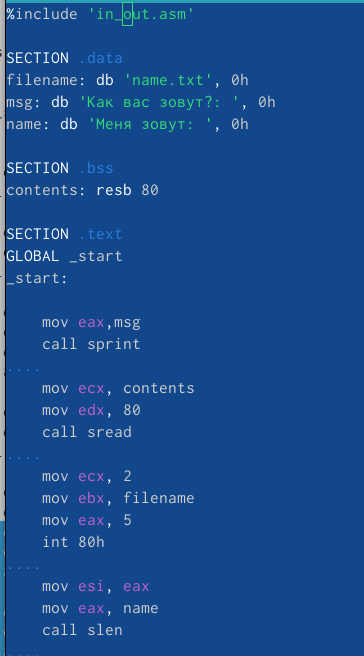 %include 'in_out.asm'
SECTION .data
filename: db 'name.txt', 0h
msg: db 'Как вас зовут?: ', 0h
name: db 'Меня зовут: ', 0h
SECTION .bss
contents: resb 80
SECTION .text
GLOBAL _start
_start:
mov eax,msg
call sprint
....
mov ecx, contents
mov edx, 80
call sread
....
mov ecx, 2
mov ebx, filename
mov eax, 5
int 80h
....
mov esi, eax
mov eax, name
call slen
....